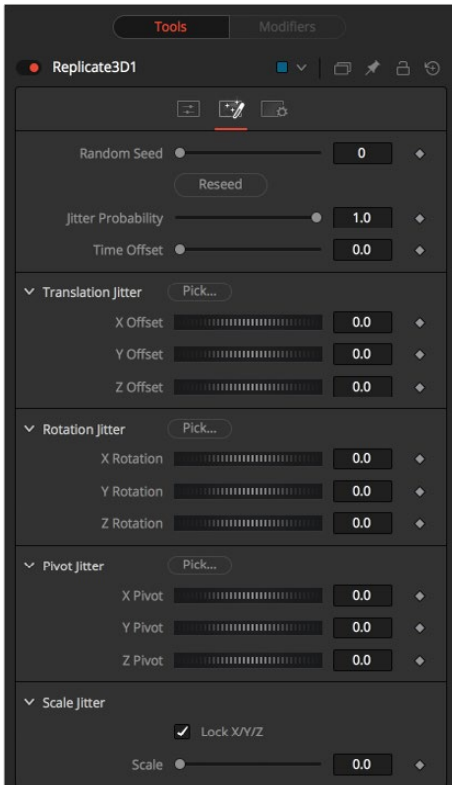 Tools Modifiers
Replicate3D1
Random Seed 0
Reseed
Jitter Probability 1.0
Time Offset 0.0
Translation Jitter Pick...
X Offset 0.0
Y Offset 0.0
Z Offset 0.0
Rotation Jitter Pick...
X Rotation 0.0
Y Rotation 0.0
Z Rotation 0.0
Pivot Jitter Pick...
X Pivot 0.0
Y Pivot 0.0
Z Pivot 0.0
Scale Jitter
Lock X/Y/Z
Scale 0.0